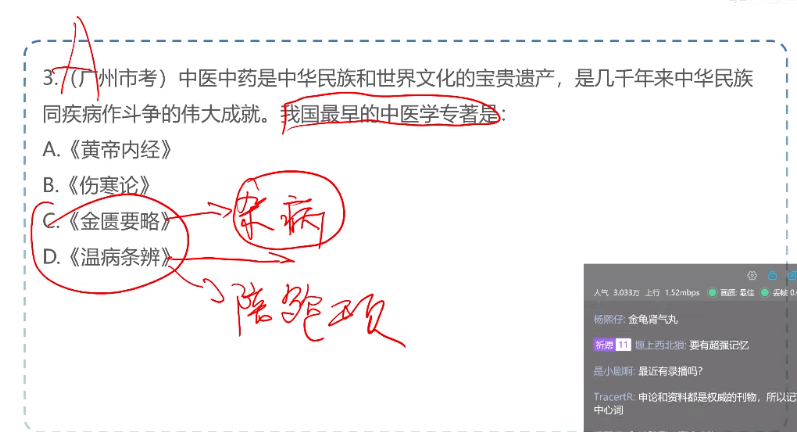 A
3.（广州市考）中医中药是中华民族和世界文化的宝贵遗产，是几千年来中华民族
同疾病作斗争的伟大成就。我国最早的中医学专著是：
A.《黄帝内经》
B.《伤寒论》
C.《金匮要略》
杂病
D.《温病条辨》
陪
人气 3.033万 上行 1.52mbps 画质: 最佳 丢帧 0.
杨熙仔: 金龟肾气丸
祈愿 11 塬上西北狼: 要有超强记忆
是小剧啊: 最近有录播吗?
TracertR: 申论和资料都是权威的刊物，所以记
中心词